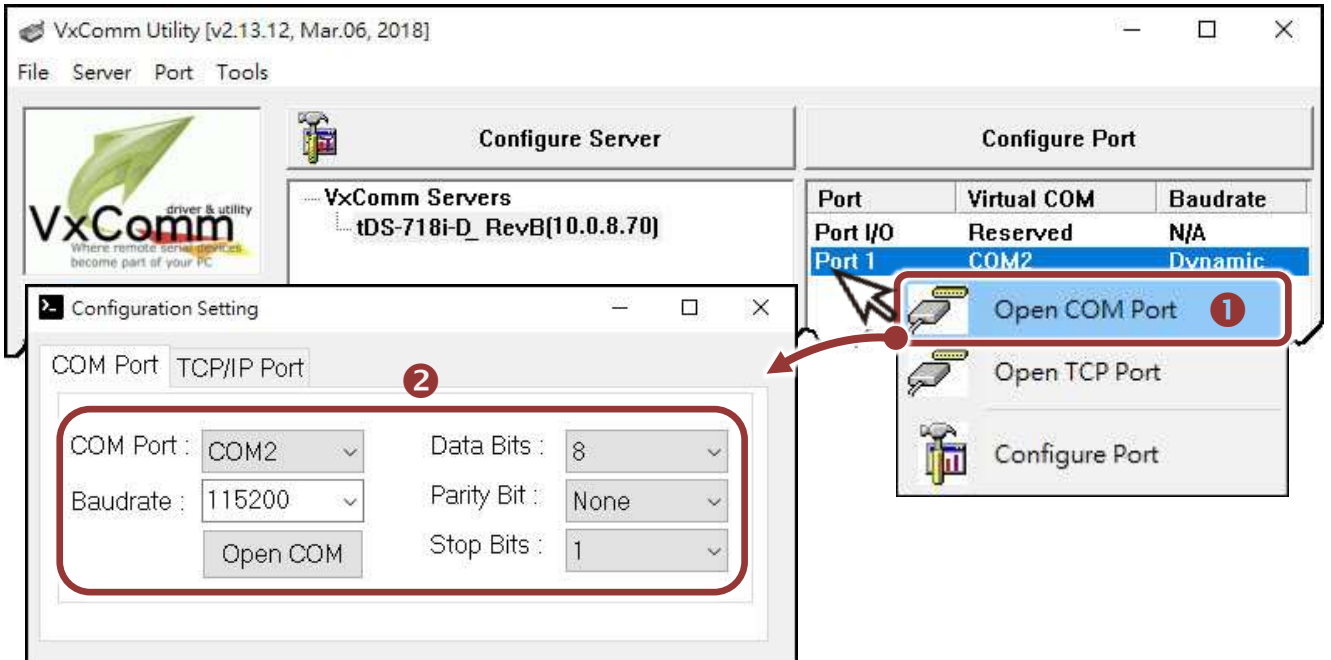 VxComm Utility [v2.13.12, Mar.06, 2018]
File Server Port Tools
VxComm
driver & utility
Where remote serial devices
become part of your PC
Configure Server
VxComm Servers
tDS-718i-D_ RevB(10.0.8.70)
Configure Port
Port Virtual COM Baudrate
Port I/O Reserved N/A
Port 1 COM2 Dynamic
Open COM Port 1
Open TCP Port
Configure Port
Configuration Setting
COM Port TCP/IP Port
2
COM Port : COM2 Data Bits : 8
Baudrate : 115200 Parity Bit : None
Open COM Stop Bits : 1